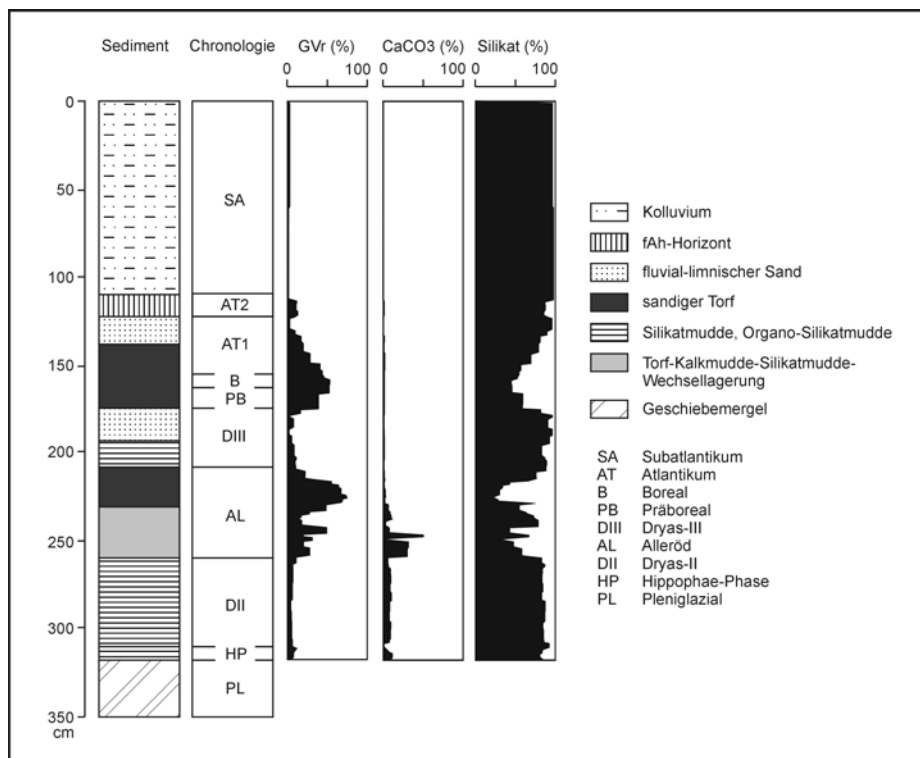 Sediment Chronologie GVr (%) CaCO3 (%) Silikat (%)
0 100 0 100 0 100
0
50
100
150
200
250
300
350
cm
SA
AT2
AT1
B
PB
DIII
AL
DII
HP
PL
Kolluvium
fAh-Horizont
fluvial-limnischer Sand
sandiger Torf
Silikatmudde, Organo-Silikatmudde
Torf-Kalkmudde-Silikatmudde-
Wechsellagerung
Geschiebemergel
SA Subatlantikum
AT Atlantikum
B Boreal
PB Präboreal
DIII Dryas-III
AL Alleröd
DII Dryas-II
HP Hippophae-Phase
PL Pleniglazial